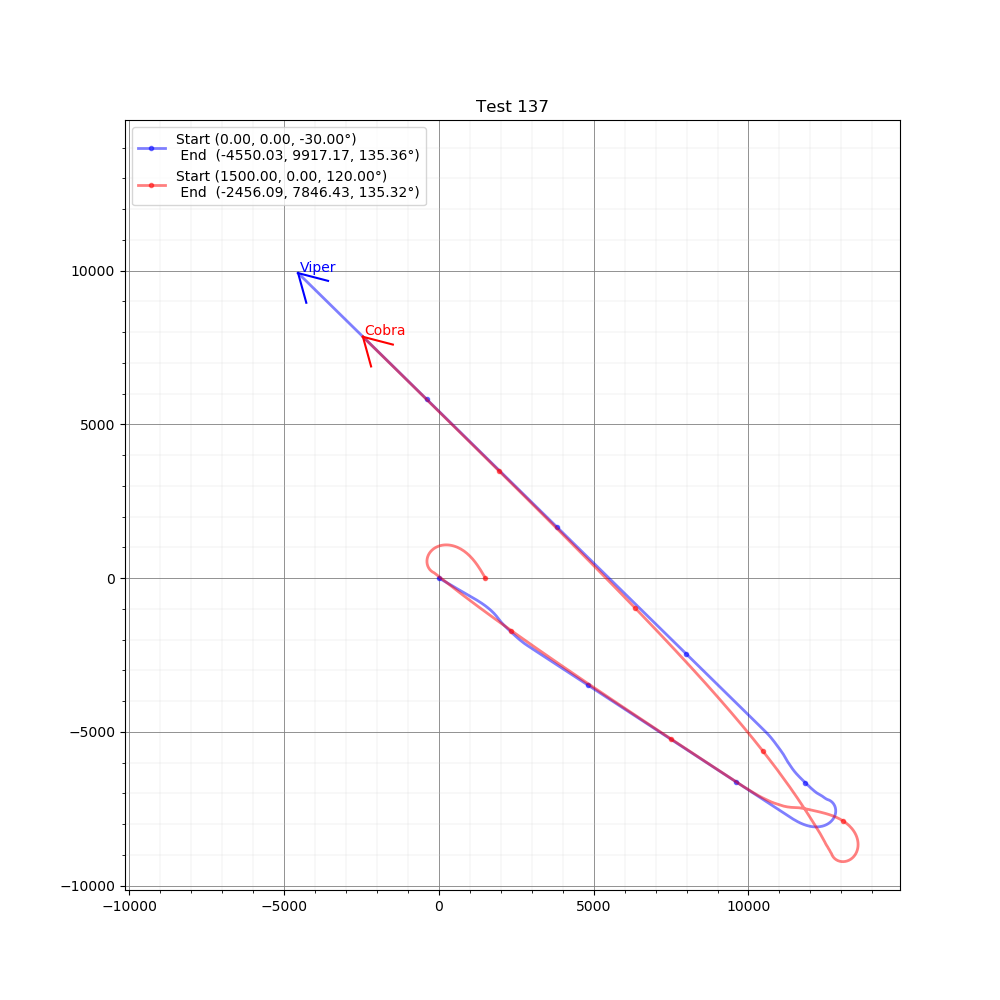 Test 137
Start (0.00, 0.00, -30.00°)
End  (-4550.03, 9917.17, 135.36°)
Start (1500.00, 0.00, 120.00°)
End  (-2456.09, 7846.43, 135.32°)
Viper
Cobra
10000
5000
0
−5000
−10000
−10000
−5000
0
5000
10000